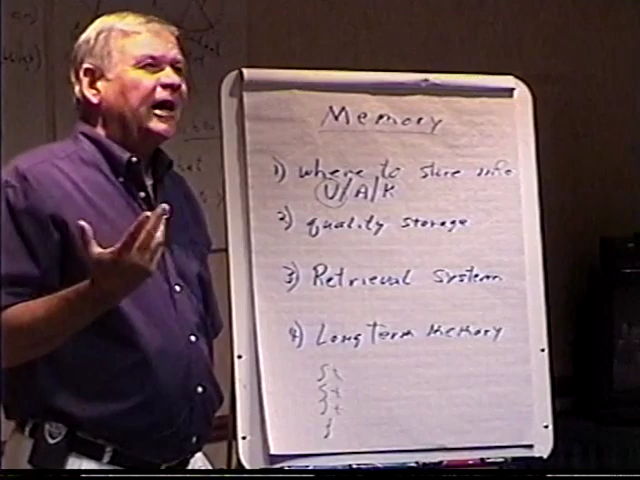 Memory
1) where to store info
V/A/K
2) quality storage
3) Retrieval system
4) Long Term Memory